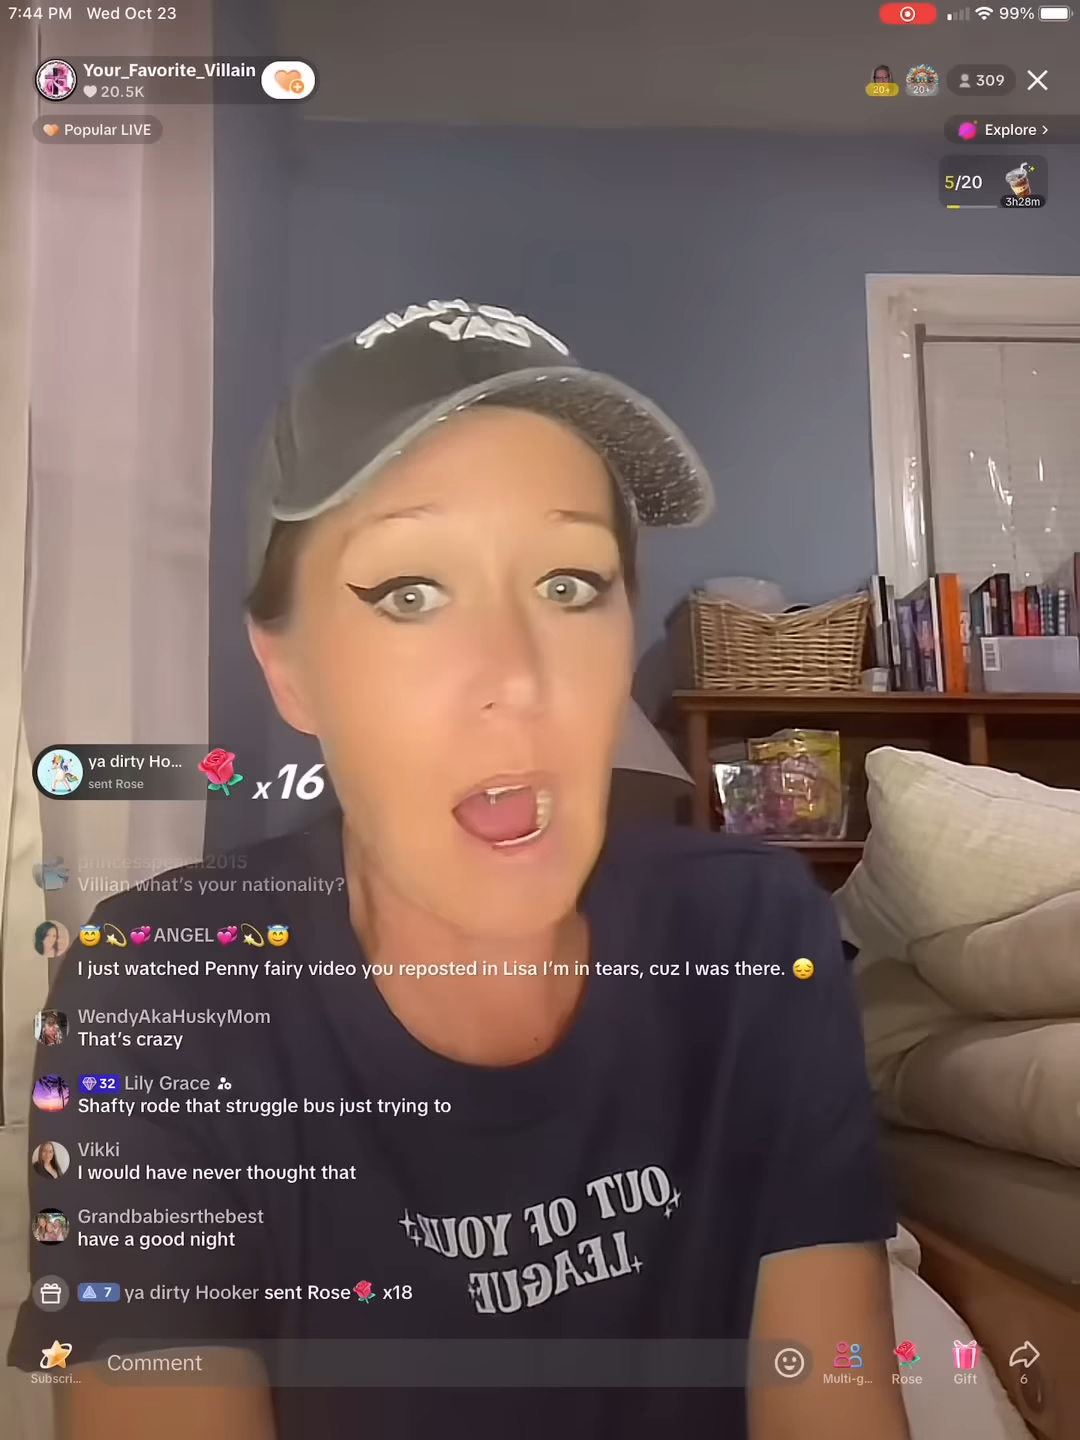 7:44 PM Wed Oct 23
99%
Your_Favorite_Villain
20.5K
20+
20+
309
Popular LIVE
Explore >
5/20
3h28m
DAY
ya dirty Ho...
sent Rose
x16
princesspeach2015
Villian what's your nationality?
😇💫💞ANGEL💞💫😇
I just watched Penny fairy video you reposted in Lisa I'm in tears, cuz I was there. 😔
WendyAkaHuskyMom
That's crazy
32 Lily Grace
Shafty rode that struggle bus just trying to
Vikki
I would have never thought that
Grandbabiesrthebest
have a good night
7 ya dirty Hooker sent Rose🌹 x18
OUT OF YOUR
LEAGUE
Comment
Subscri...
Multi-g...
Rose
Gift
6